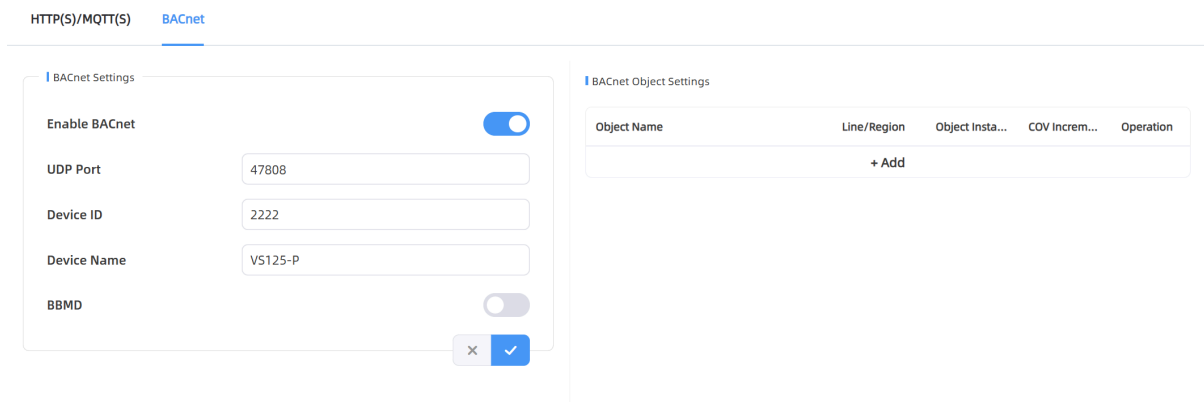 HTTP(S)/MQTT(S) BACnet
BACnet Settings
Enable BACnet
UDP Port 47808
Device ID 2222
Device Name VS125-P
BBMD
BACnet Object Settings
Object Name Line/Region Object Insta... COV Increm... Operation
+ Add